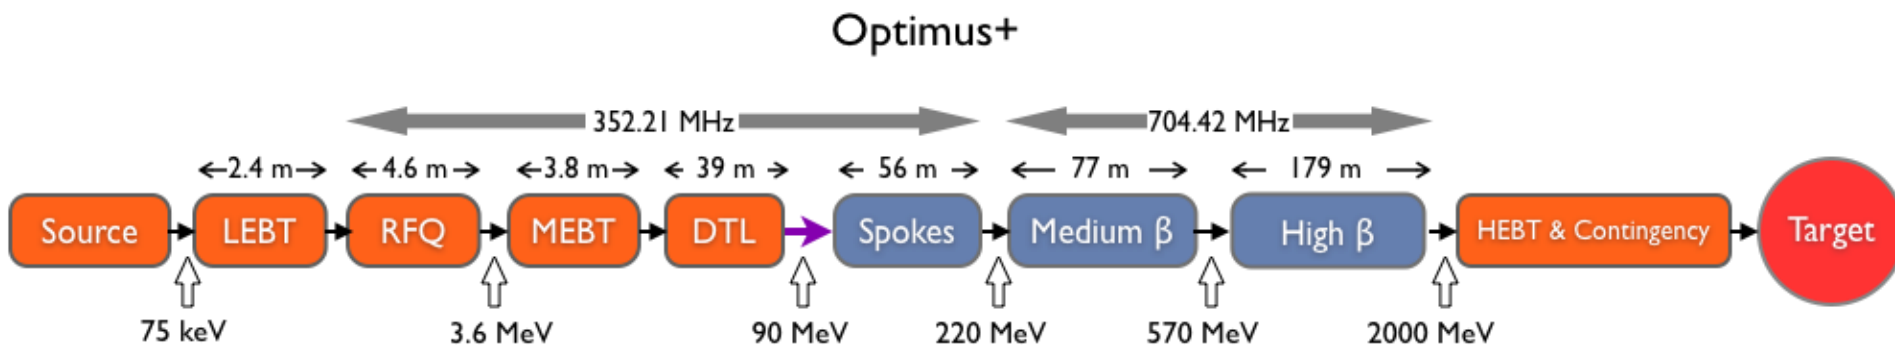 Optimus+
352.21 MHz 704.42 MHz
2.4 m 4.6 m 3.8 m 39 m 56 m 77 m 179 m
Source LEBT RFQ MEBT DTL Spokes Medium β High β HEBT & Contingency Target
75 keV 3.6 MeV 90 MeV 220 MeV 570 MeV 2000 MeV